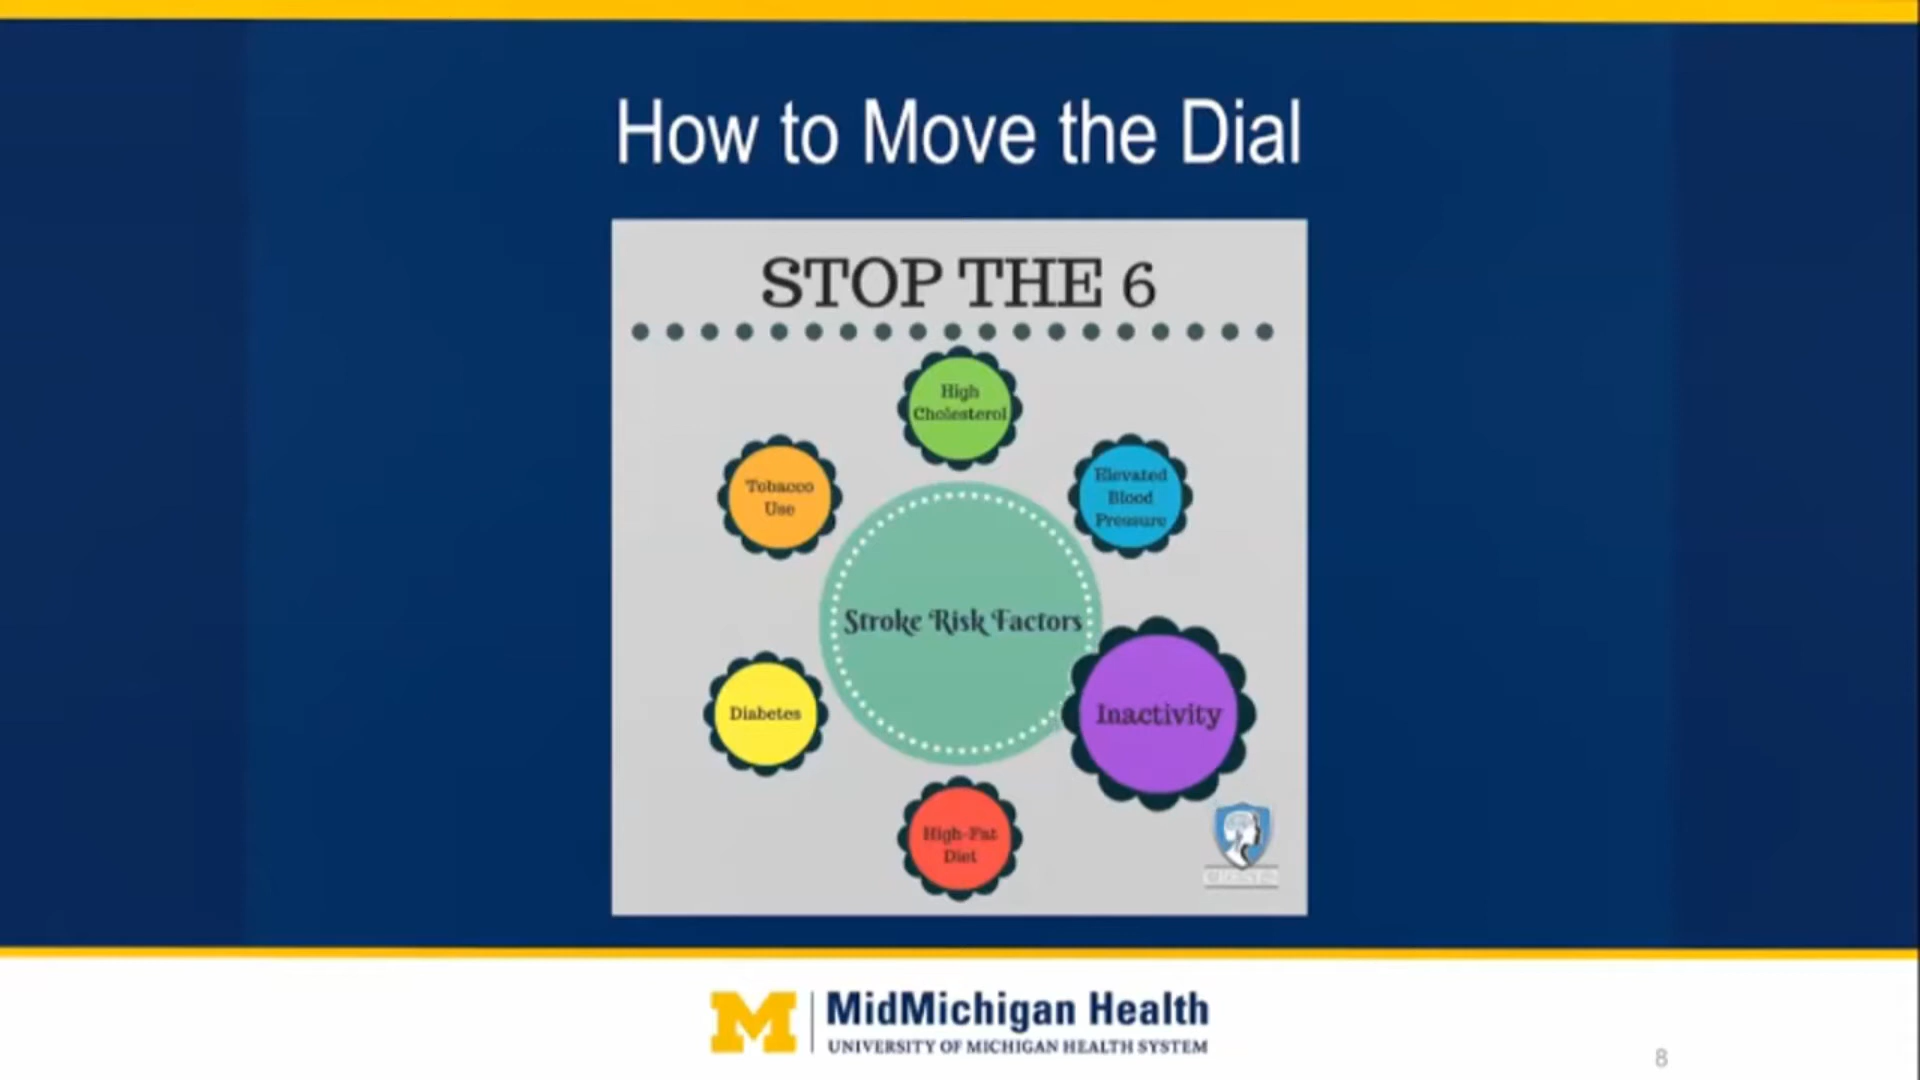 How to Move the Dial
STOP THE 6
High
Cholesterol
Tobacco
Use
Elevated
Blood
Pressure
Stroke Risk Factors
Diabetes
Inactivity
High-Fat
Diet
MidMichigan Health
UNIVERSITY OF MICHIGAN HEALTH SYSTEM
8